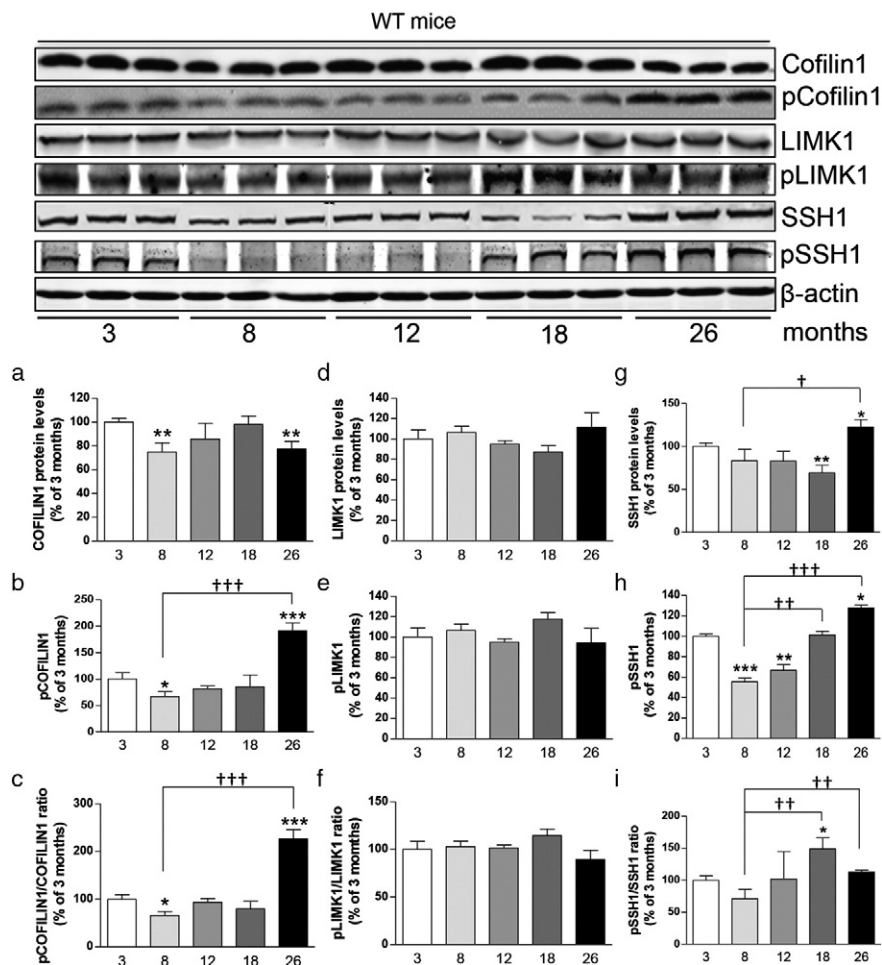 WT mice
Cofilin1
pCofilin1
LIMK1
pLIMK1
SSH1
pSSH1
β-actin
3 8 12 18 26 months
a
COFILIN1 protein levels
(% of 3 months)
120
100
80
60
40
20
0
** **
3 8 12 18 26
b
pCOFILIN1
(% of 3 months)
250
200
150
100
50
0
†††
* ***
3 8 12 18 26
c
pCOFILIN1/COFILIN1 ratio
(% of 3 months)
300
200
100
0
†††
* ***
3 8 12 18 26
d
LIMK1 protein levels
(% of 3 months)
140
120
100
80
60
40
20
0
3 8 12 18 26
e
pLIMK1
(% of 3 months)
140
120
100
80
60
40
20
0
3 8 12 18 26
f
pLIMK1/LIMK1 ratio
(% of 3 months)
150
100
50
0
3 8 12 18 26
g
SSH1 protein levels
(% of 3 months)
150
100
50
0
†
** *
3 8 12 18 26
h
pSSH1
(% of 3 months)
140
120
100
80
60
40
20
0
†††
††
*** ** *
3 8 12 18 26
i
pSSH1/SSH1 ratio
(% of 3 months)
200
150
100
50
0
††
††
*
3 8 12 18 26